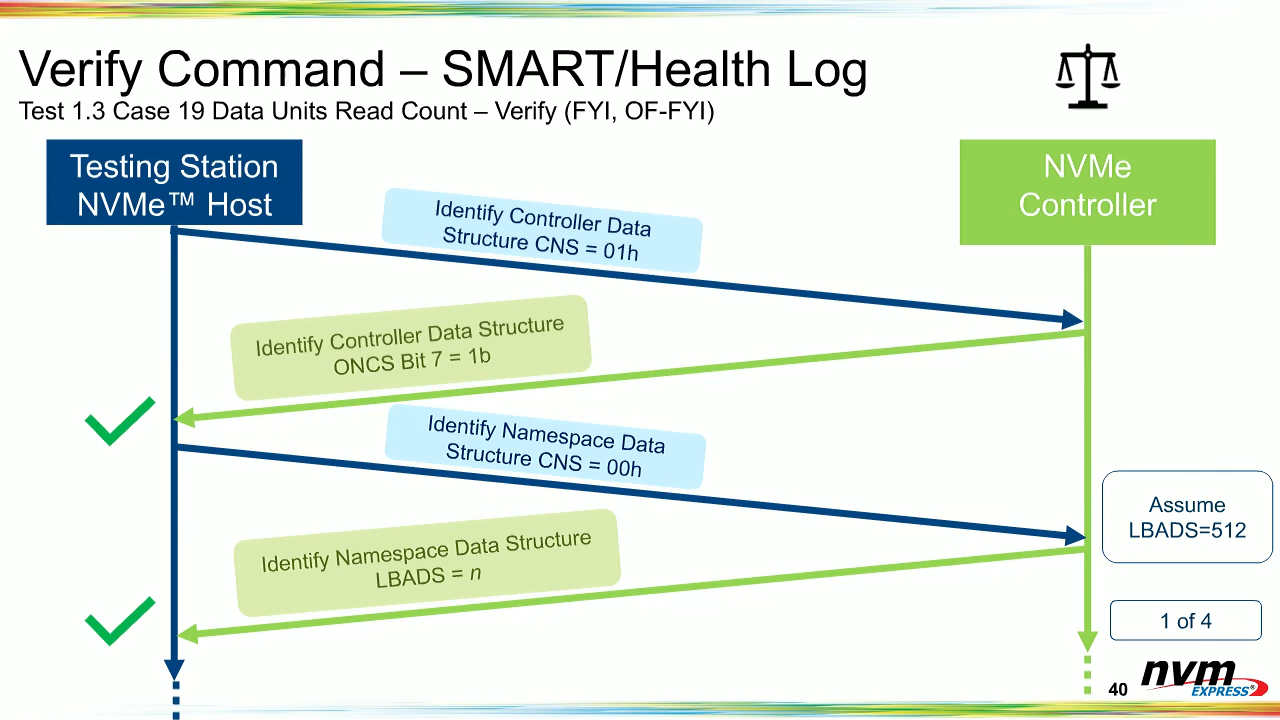 Verify Command – SMART/Health Log
Test 1.3 Case 19 Data Units Read Count – Verify (FYI, OF-FYI)
Testing Station
NVMe™ Host
NVMe
Controller
Identify Controller Data
Structure CNS = 01h
Identify Controller Data Structure
ONCS Bit 7 = 1b
Identify Namespace Data
Structure CNS = 00h
Assume
LBADS=512
Identify Namespace Data Structure
LBADS = n
1 of 4
40
nvm
EXPRESS®